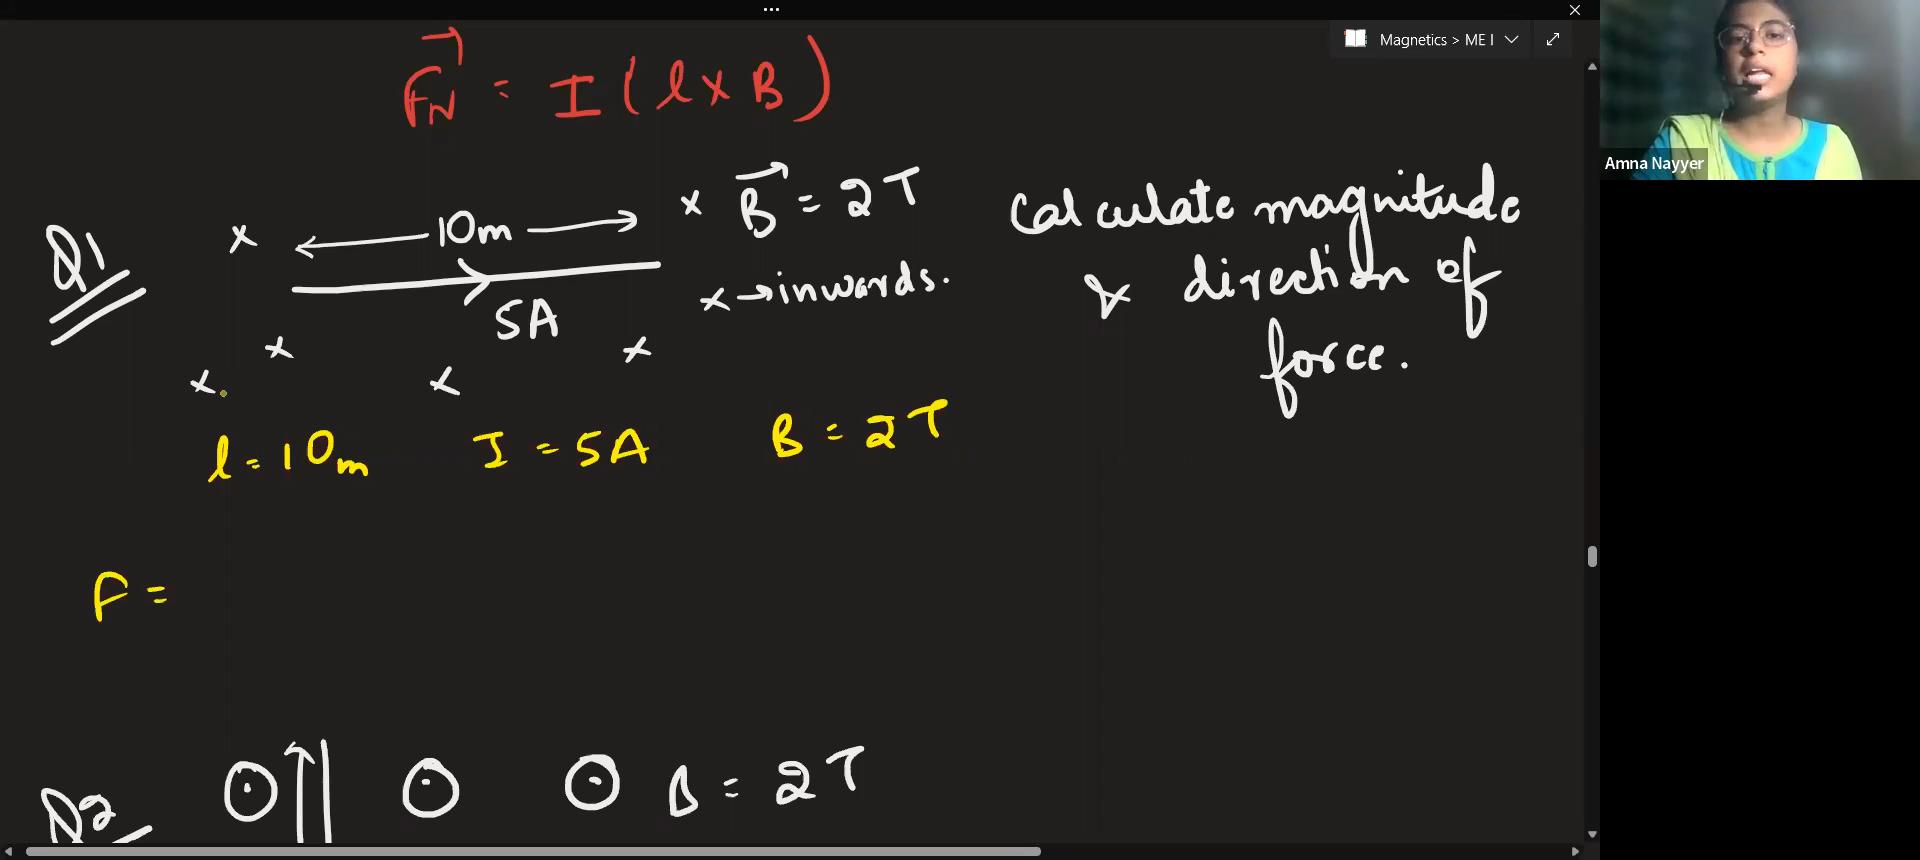 Magnetics > ME I
Amna Nayyer
F⃗N = I (l x B)
Q1
x 10m x B⃗ = 2T
5A
x → inwards.
x x
x x
Calculate magnitude
& direction of
force.
l = 10m I = 5A B = 2T
F =
Q2
B = 2T